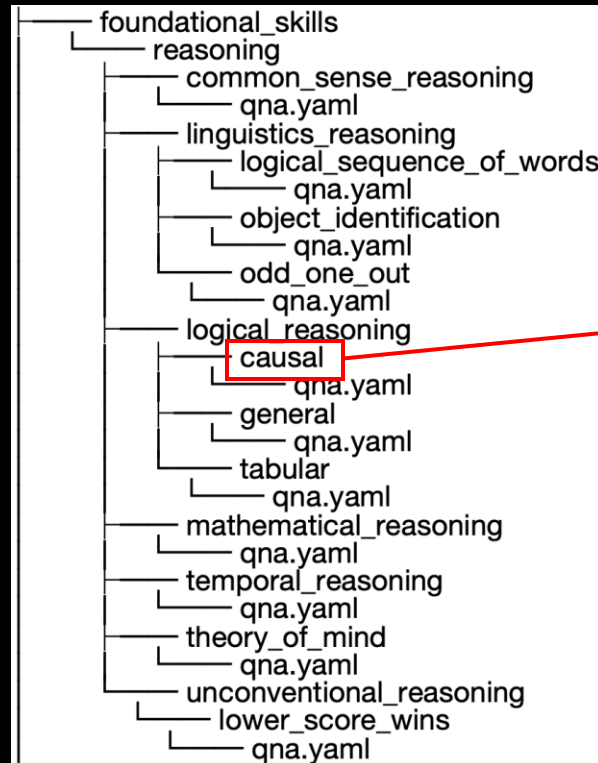 foundational_skills
reasoning
common_sense_reasoning
qna.yaml
linguistics_reasoning
logical_sequence_of_words
qna.yaml
object_identification
qna.yaml
odd_one_out
qna.yaml
logical_reasoning
causal
qna.yaml
general
qna.yaml
tabular
qna.yaml
mathematical_reasoning
qna.yaml
temporal_reasoning
qna.yaml
theory_of_mind
qna.yaml
unconventional_reasoning
lower_score_wins
qna.yaml